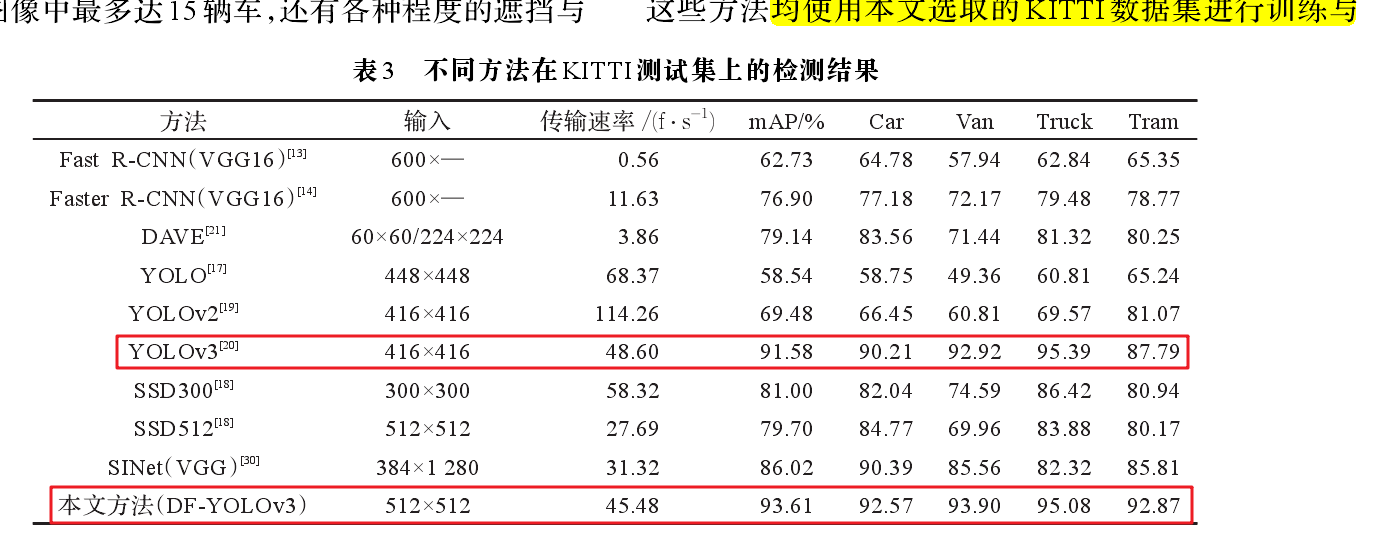 图像中最多达15辆车,还有各种程度的遮挡与
这些方法均使用本文选取的KITTI数据集进行训练与
表3 不同方法在KITTI测试集上的检测结果
方法 输入 传输速率/(f·s⁻¹) mAP/% Car Van Truck Tram
Fast R-CNN(VGG16)[13] 600×— 0.56 62.73 64.78 57.94 62.84 65.35
Faster R-CNN(VGG16)[14] 600×— 11.63 76.90 77.18 72.17 79.48 78.77
DAVE[21] 60×60/224×224 3.86 79.14 83.56 71.44 81.32 80.25
YOLO[17] 448×448 68.37 58.54 58.75 49.36 60.81 65.24
YOLOv2[19] 416×416 114.26 69.48 66.45 60.81 69.57 81.07
YOLOv3[20] 416×416 48.60 91.58 90.21 92.92 95.39 87.79
SSD300[18] 300×300 58.32 81.00 82.04 74.59 86.42 80.94
SSD512[18] 512×512 27.69 79.70 84.77 69.96 83.88 80.17
SINet(VGG)[30] 384×1 280 31.32 86.02 90.39 85.56 82.32 85.81
本文方法(DF-YOLOv3) 512×512 45.48 93.61 92.57 93.90 95.08 92.87